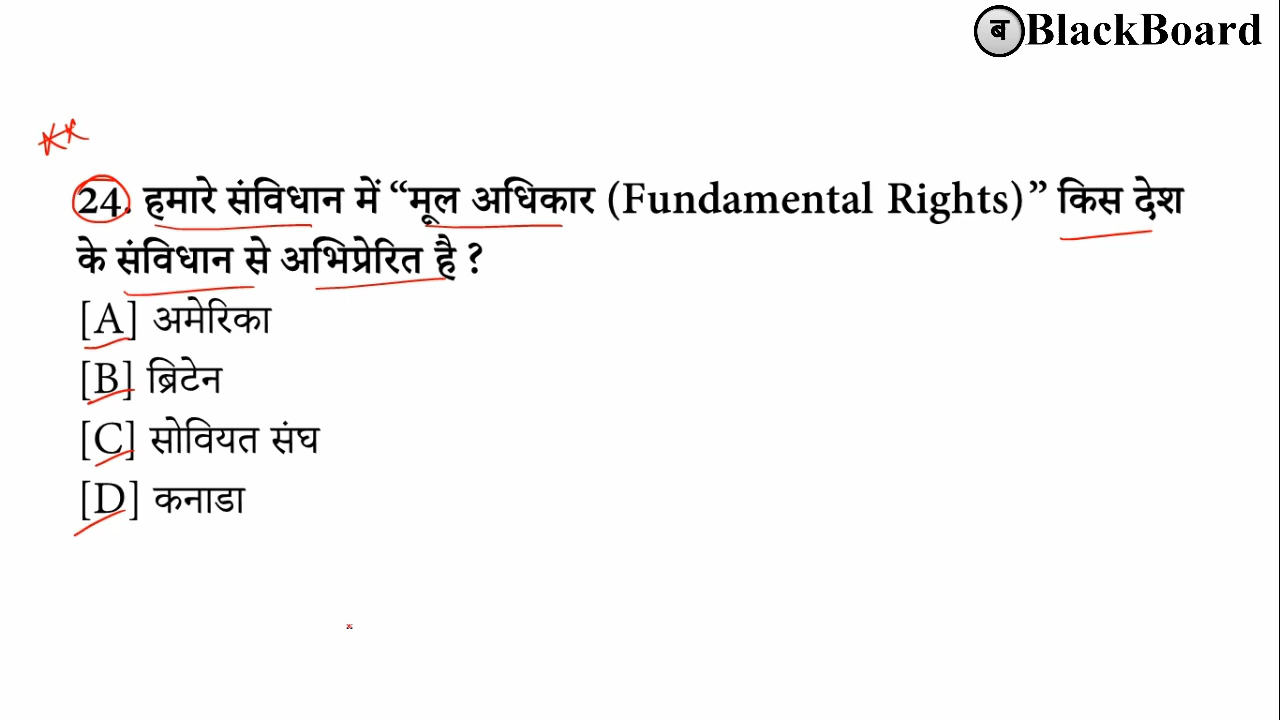 ब BlackBoard
24. हमारे संविधान में “मूल अधिकार (Fundamental Rights)” किस देश
के संविधान से अभिप्रेरित है ?
[A] अमेरिका
[B] ब्रिटेन
[C] सोवियत संघ
[D] कनाडा